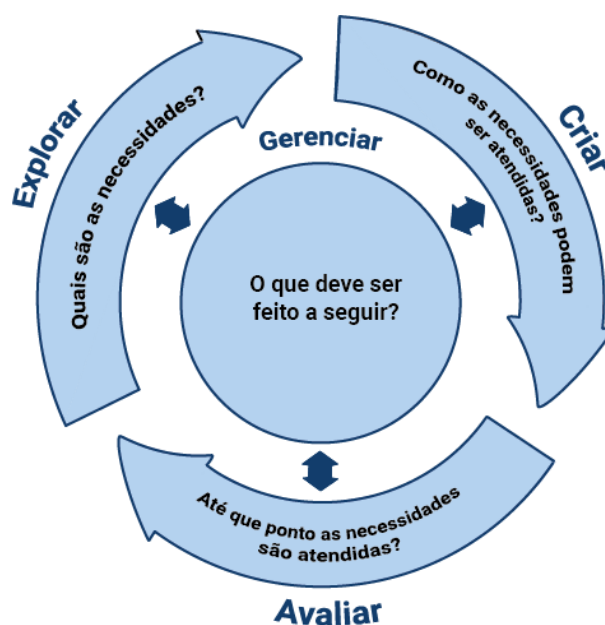 Explorar
Quais são as necessidades?
Gerenciar
O que deve ser
feito a seguir?
Criar
Como as necessidades podem
ser atendidas?
Até que ponto as necessidades
são atendidas?
Avaliar